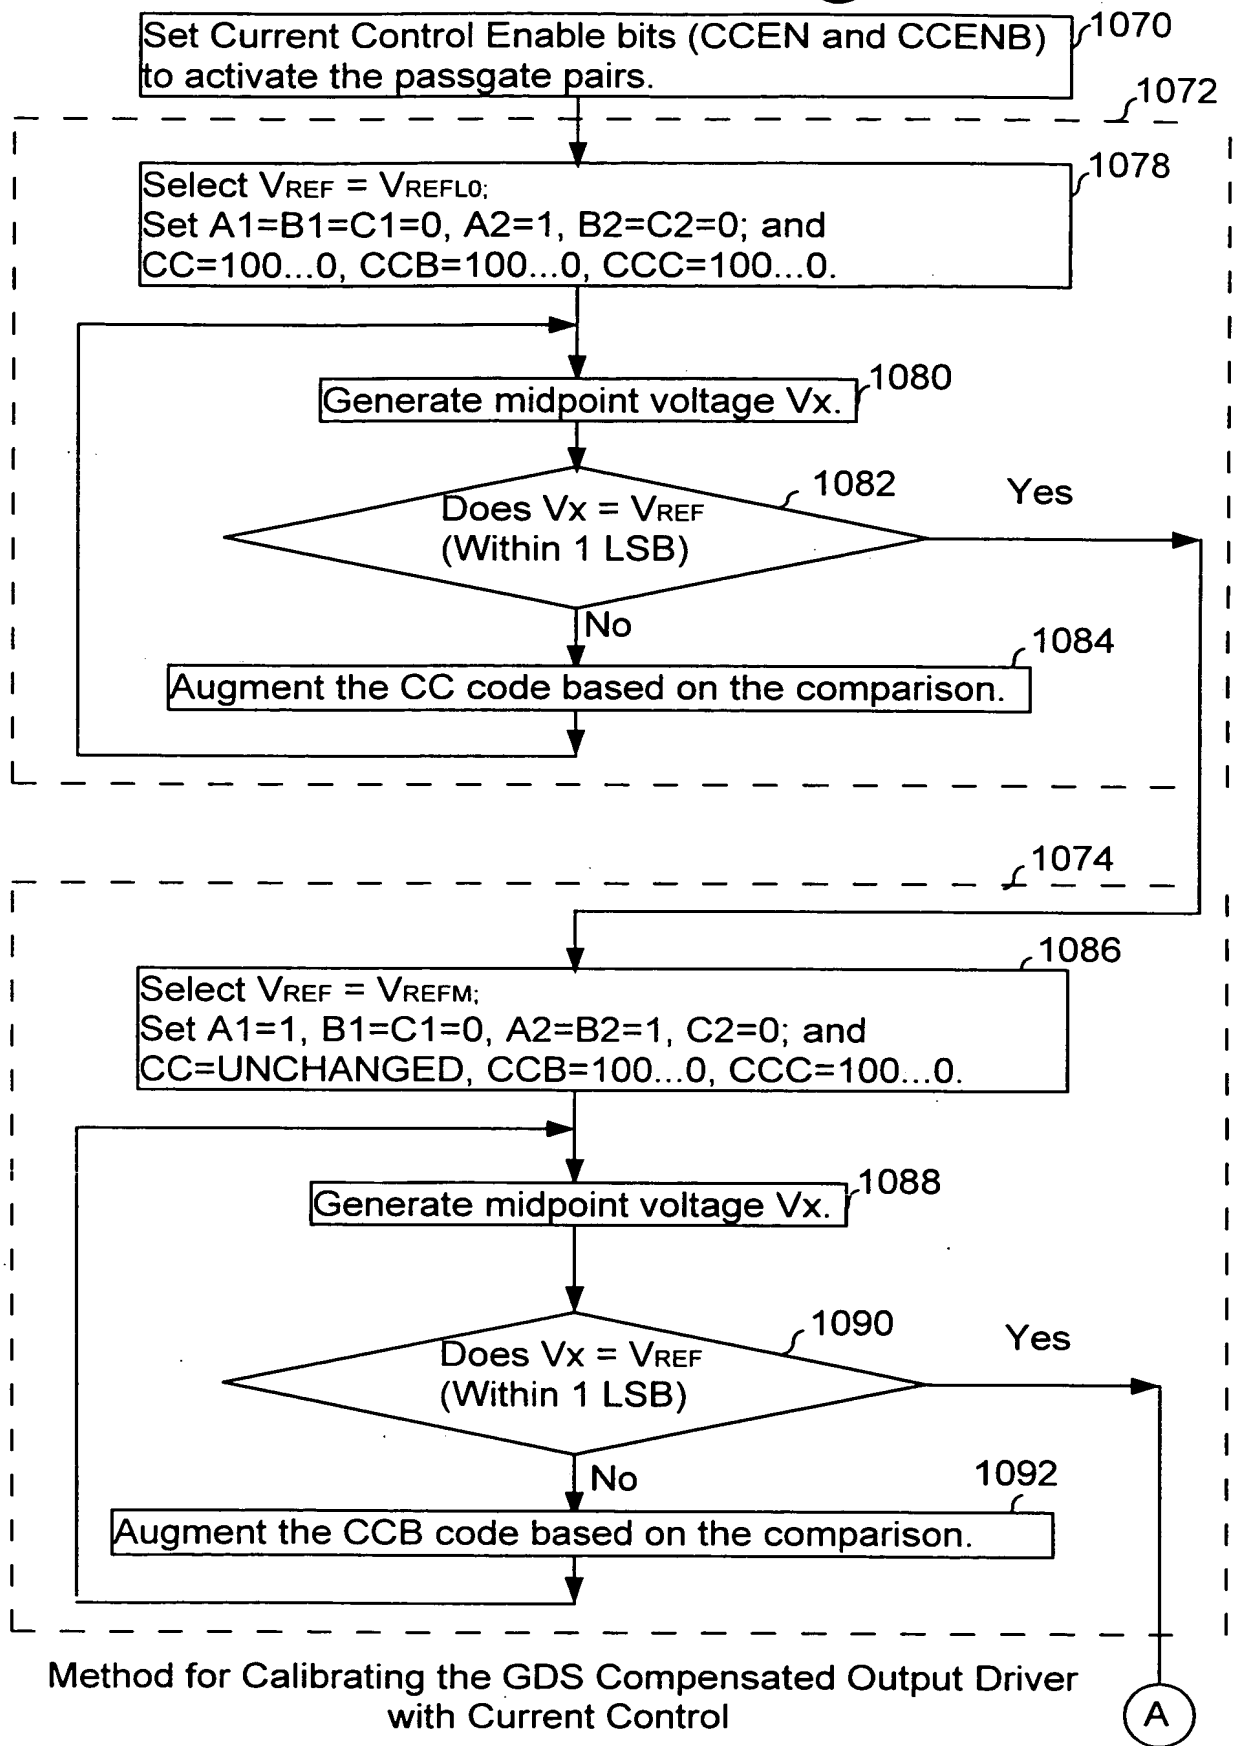 Set Current Control Enable bits (CCEN and CCENB)
to activate the passgate pairs.
1070
1072
Select VREF = VREFL0;
Set A1=B1=C1=0, A2=1, B2=C2=0; and
CC=100...0, CCB=100...0, CCC=100...0.
1078
Generate midpoint voltage Vx.
1080
Does Vx = VREF
(Within 1 LSB)
1082
Yes
No
1084
Augment the CC code based on the comparison.
1074
1086
Select VREF = VREFM;
Set A1=1, B1=C1=0, A2=B2=1, C2=0; and
CC=UNCHANGED, CCB=100...0, CCC=100...0.
Generate midpoint voltage Vx.
1088
Does Vx = VREF
(Within 1 LSB)
1090
Yes
No
1092
Augment the CCB code based on the comparison.
Method for Calibrating the GDS Compensated Output Driver
with Current Control
A